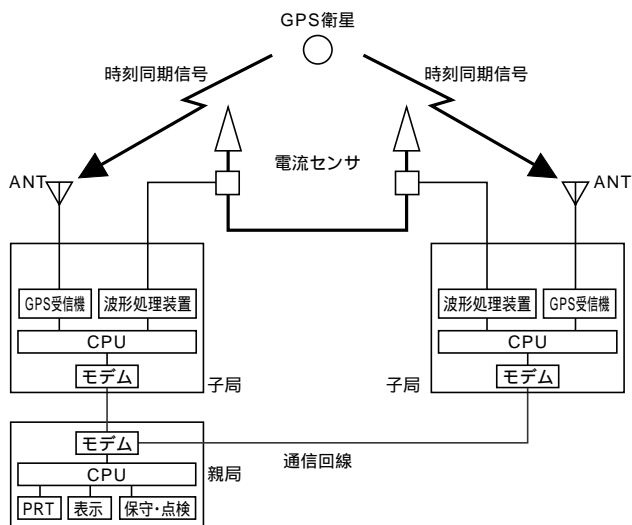 GPS衛星
時刻同期信号
時刻同期信号
電流センサ
ANT
ANT
GPS受信機
波形処理装置
波形処理装置
GPS受信機
CPU
CPU
モデム
モデム
子局
子局
モデム
通信回線
CPU
親局
PRT
表示
保守・点検